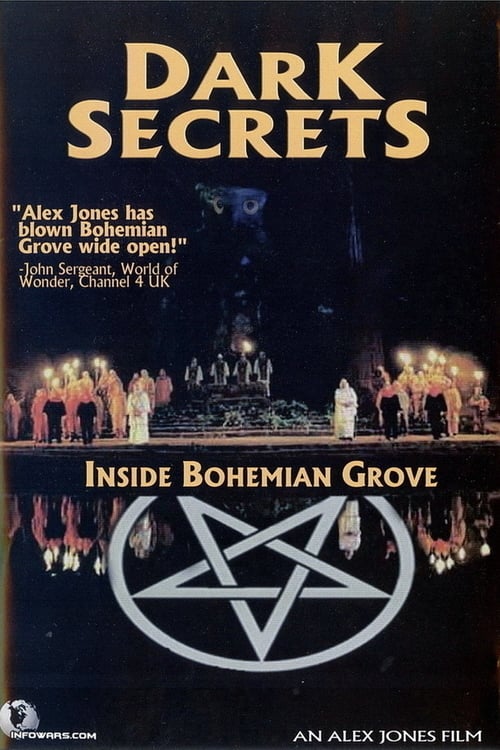 DARK
SECRETS
"Alex Jones has
blown Bohemian
Grove wide open!"
-John Sergeant, World of
Wonder, Channel 4 UK
INSIDE BOHEMIAN GROVE
INFOWARS.COM
AN ALEX JONES FILM